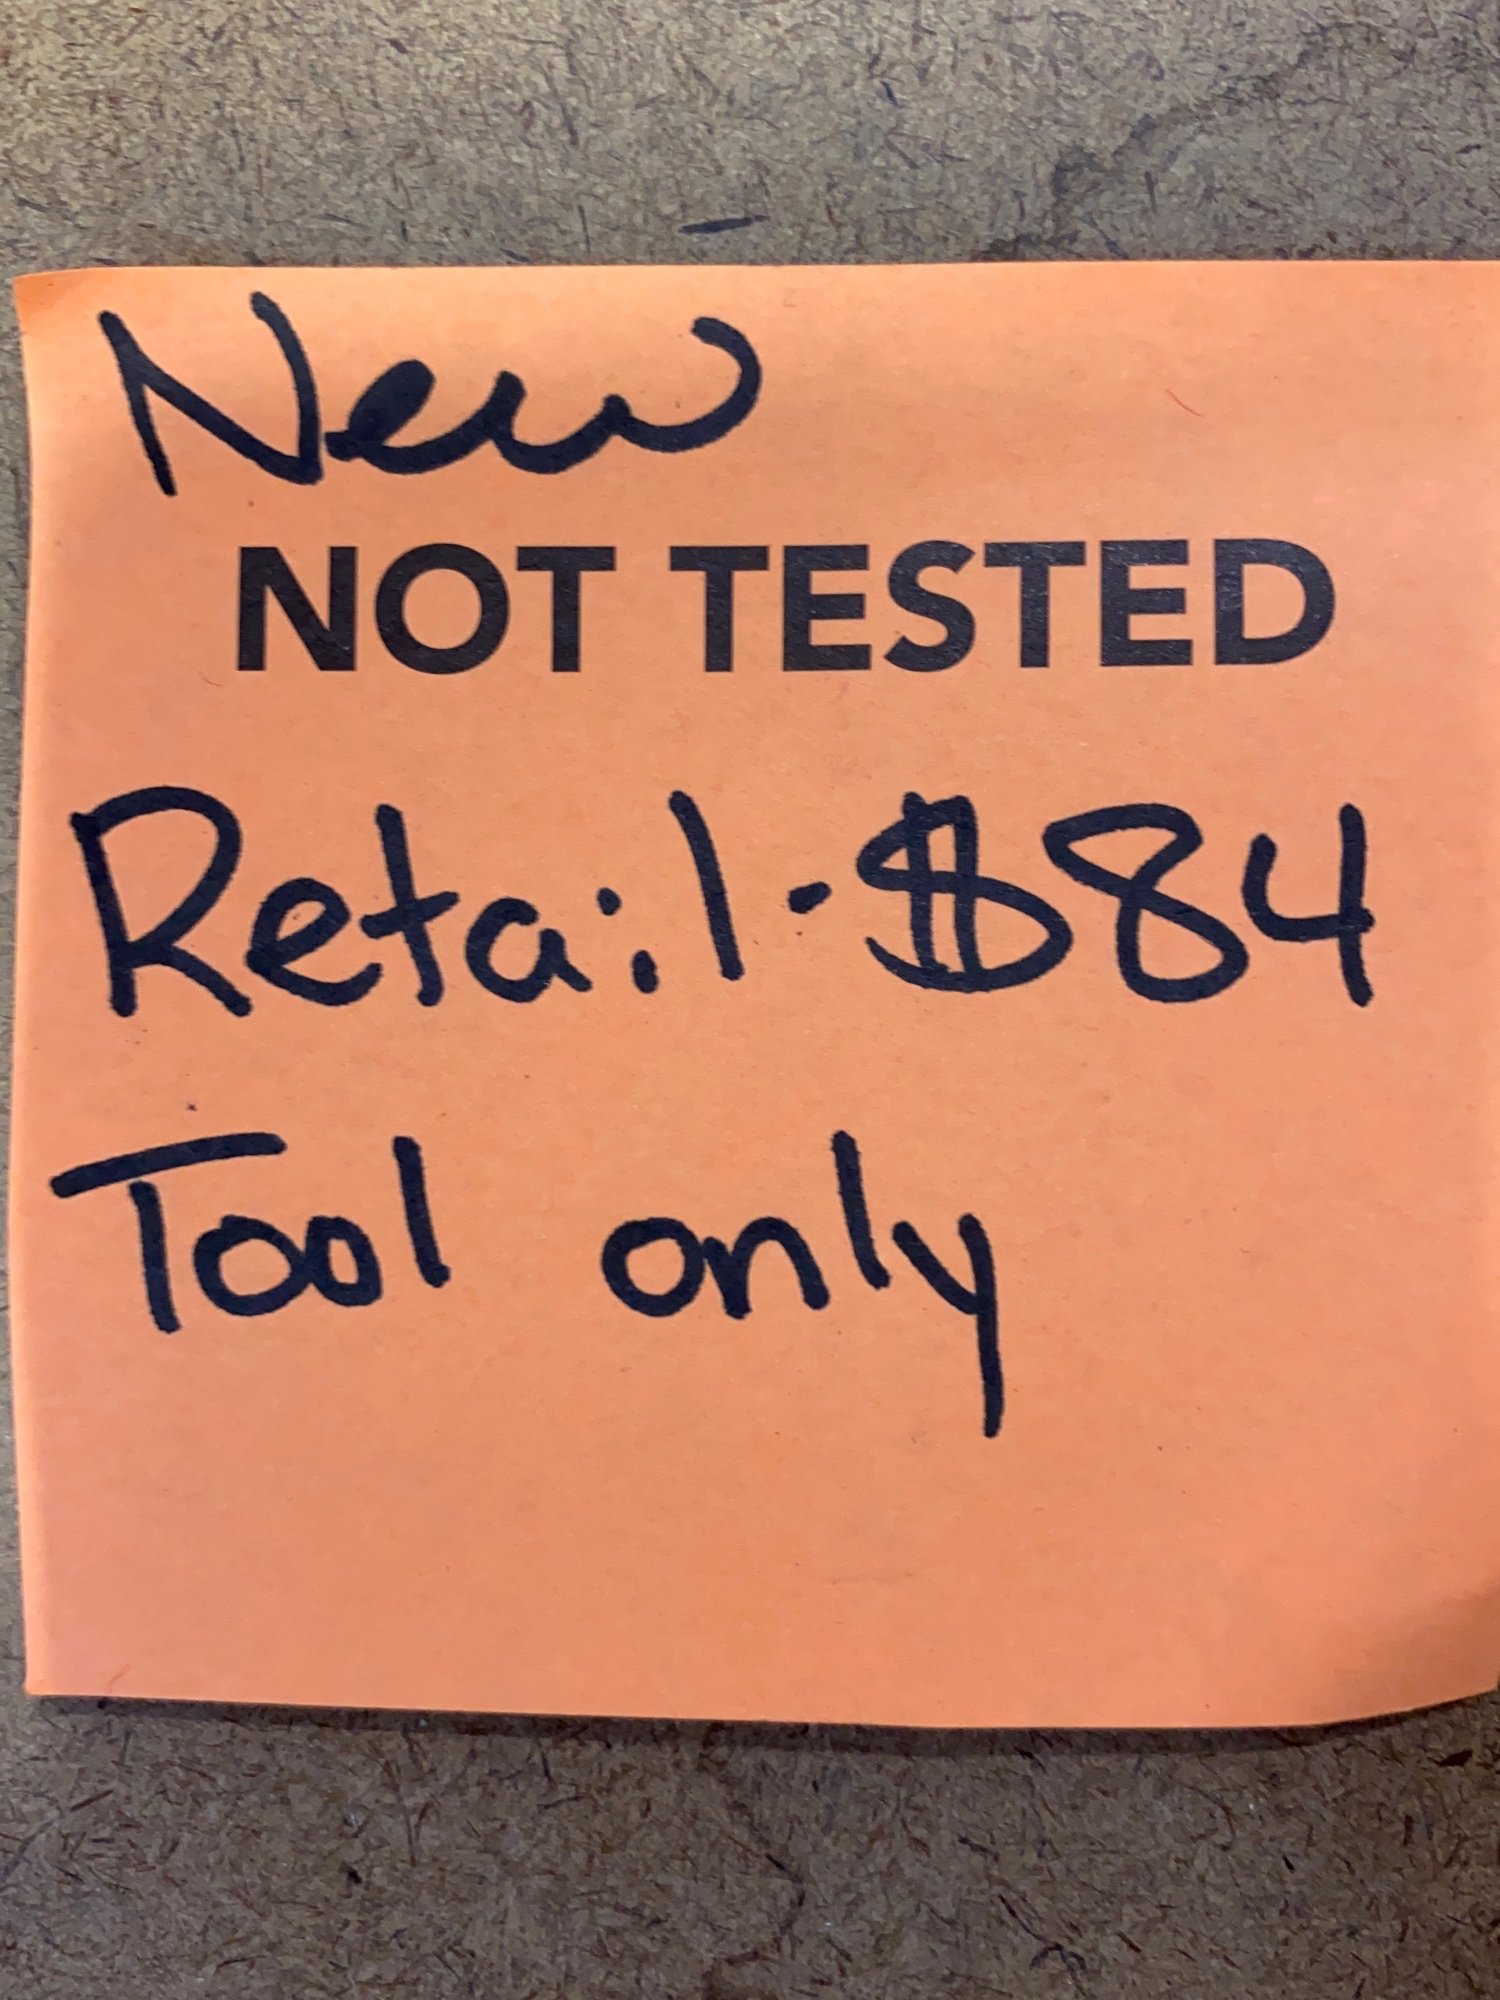 New
NOT TESTED
Retail-$84
Tool only